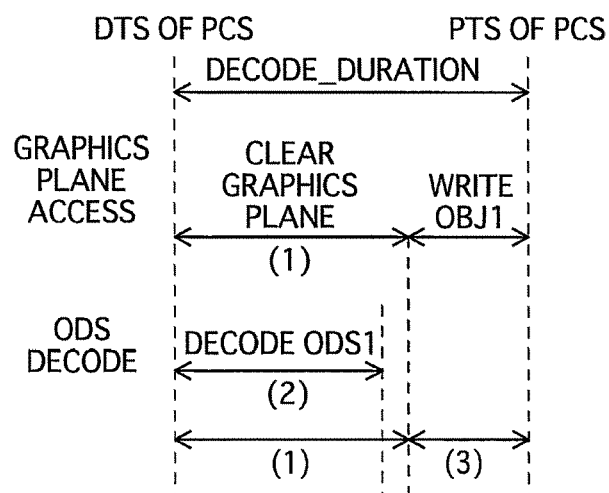 DTS OF PCS PTS OF PCS
DECODE_DURATION
GRAPHICS PLANE ACCESS
CLEAR GRAPHICS PLANE
WRITE OBJ1
(1)
ODS DECODE
DECODE ODS1
(2)
(1) (3)